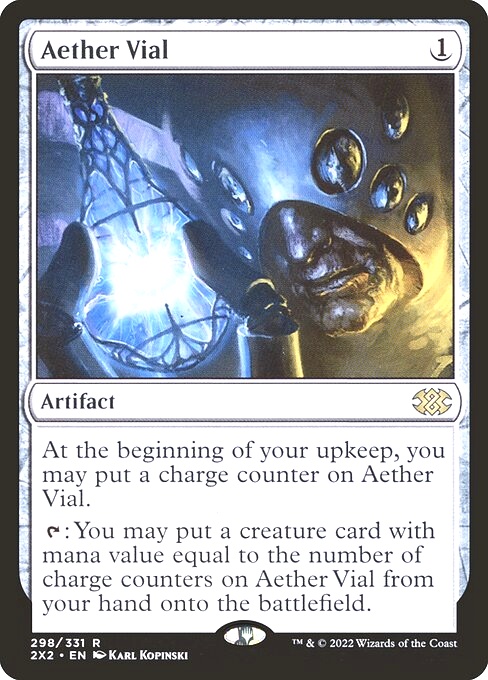 Aether Vial 1
Artifact
At the beginning of your upkeep, you
may put a charge counter on Aether
Vial.
: You may put a creature card with
mana value equal to the number of
charge counters on Aether Vial from
your hand onto the battlefield.
298/331 R
2X2 • EN Karl Kopinski
™ & © 2022 Wizards of the Coast